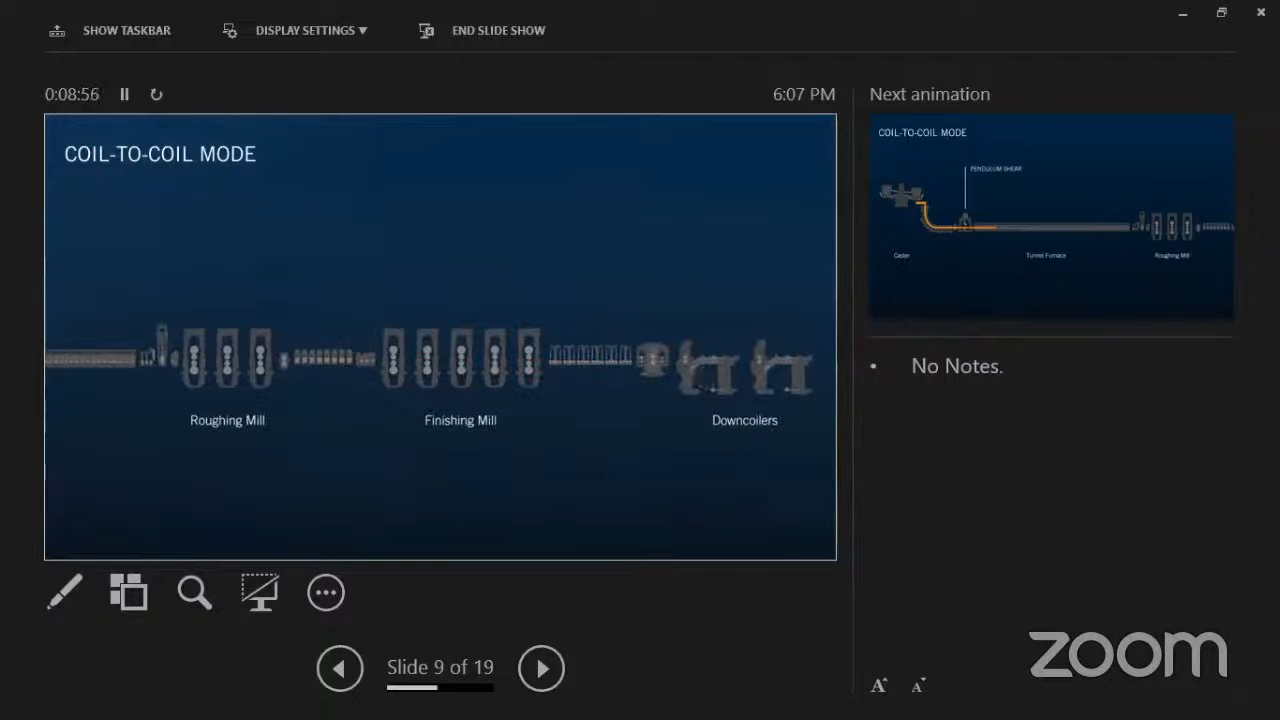 SHOW TASKBAR
DISPLAY SETTINGS ▼
END SLIDE SHOW
0:08:56
6:07 PM
COIL-TO-COIL MODE
Roughing Mill
Finishing Mill
Downcoilers
Next animation
COIL-TO-COIL MODE
PENDULUM SHEAR
Caster
Tunnel Furnace
Roughing Mill
• No Notes.
Slide 9 of 19
A A
zoom